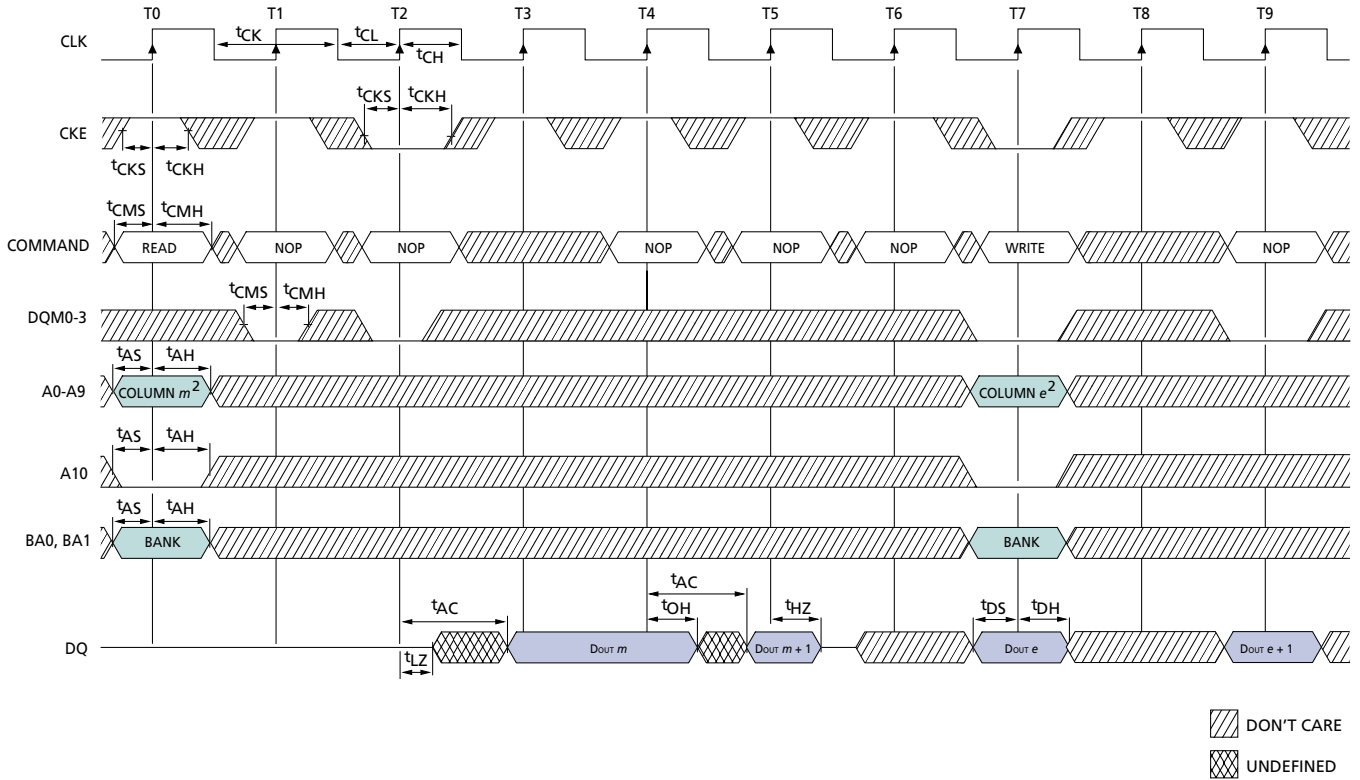 T0 T1 T2 T3 T4 T5 T6 T7 T8 T9
CLK
tCK tCL tCH
tCKS tCKH
CKE
tCKS tCKH
tCMS tCMH
COMMAND READ NOP NOP NOP NOP NOP WRITE NOP
tCMS tCMH
DQM0-3
tAS tAH
A0-A9 COLUMN m2 COLUMN e2
tAS tAH
A10
tAS tAH
BA0, BA1 BANK BANK
tAC tAC tOH tHZ tDS tDH
DQ DOUT m DOUT m + 1 DOUT e DOUT e + 1
tLZ
DON'T CARE
UNDEFINED